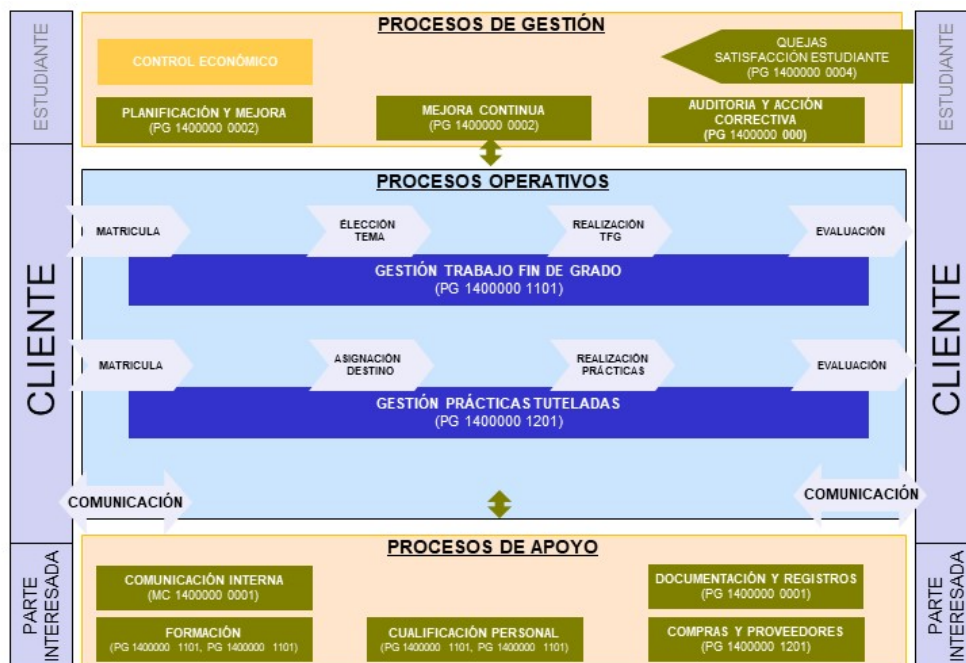 ESTUDIANTE
CLIENTE
PARTE
INTERESADA
PROCESOS DE GESTIÓN
CONTROL ECONÓMICO
QUEJAS
SATISFACCIÓN ESTUDIANTE
(PG 1400000 0004)
PLANIFICACIÓN Y MEJORA
(PG 1400000 0002)
MEJORA CONTINUA
(PG 1400000 0002)
AUDITORIA Y ACCIÓN
CORRECTIVA
(PG 1400000 000)
PROCESOS OPERATIVOS
MATRICULA
ÉLECCIÓN
TEMA
REALIZACIÓN
TFG
EVALUACIÓN
GESTIÓN TRABAJO FIN DE GRADO
(PG 1400000 1101)
MATRICULA
ASIGNACIÓN
DESTINO
REALIZACIÓN
PRÁCTICAS
EVALUACIÓN
GESTIÓN PRÁCTICAS TUTELADAS
(PG 1400000 1201)
COMUNICACIÓN
COMUNICACIÓN
PROCESOS DE APOYO
COMUNICACIÓN INTERNA
(MC 1400000 0001)
DOCUMENTACIÓN Y REGISTROS
(PG 1400000 0001)
FORMACIÓN
(PG 1400000 1101, PG 1400000 1101)
CUALIFICACIÓN PERSONAL
(PG 1400000 1101, PG 1400000 1101)
COMPRAS Y PROVEEDORES
(PG 1400000 1201)
ESTUDIANTE
CLIENTE
PARTE
INTERESADA